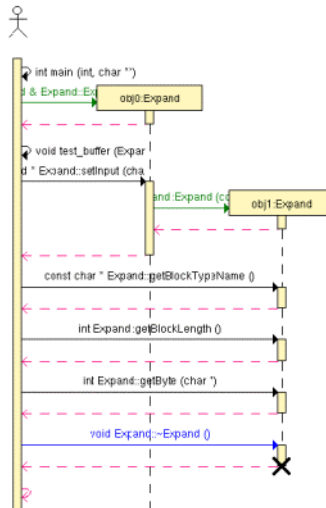 int main (int, char **)
d & Expand::Ex
obj0:Expand
void test_buffer (Expar
d * Expand::setInput (cha
and:Expand (co
obj1:Expand
const char * Expand::getBlockTypeName ()
int Expand::getBlockLength ()
int Expand::getByte (char *)
void Expand::~Expand ()